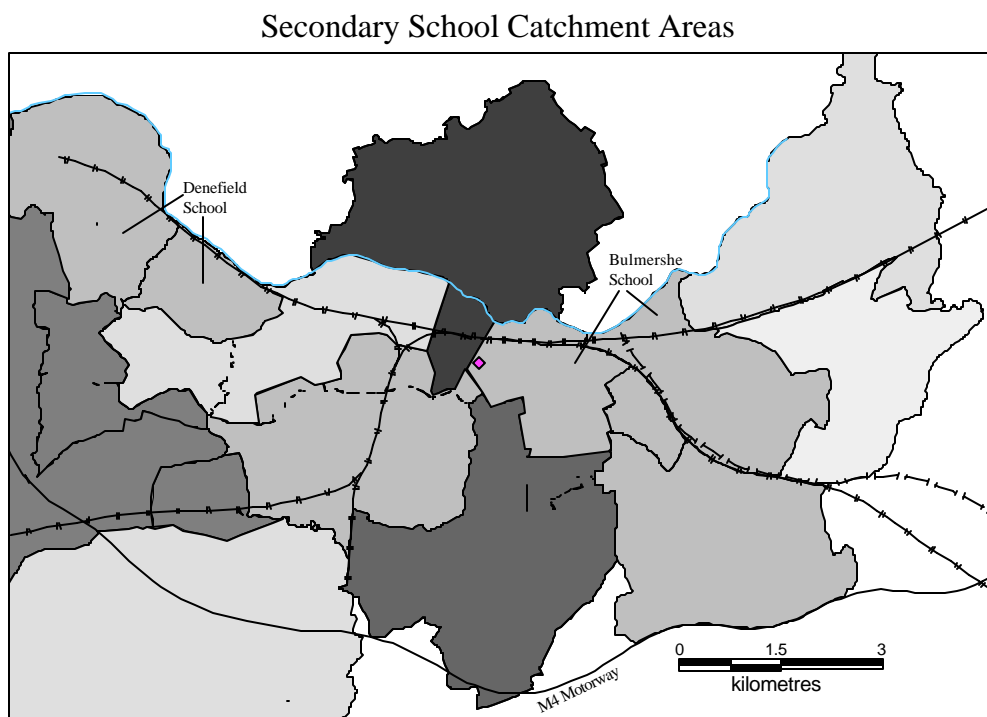 Secondary School Catchment Areas
Denefield
School
Bulmershe
School
0 1.5 3
kilometres
M4 Motorway